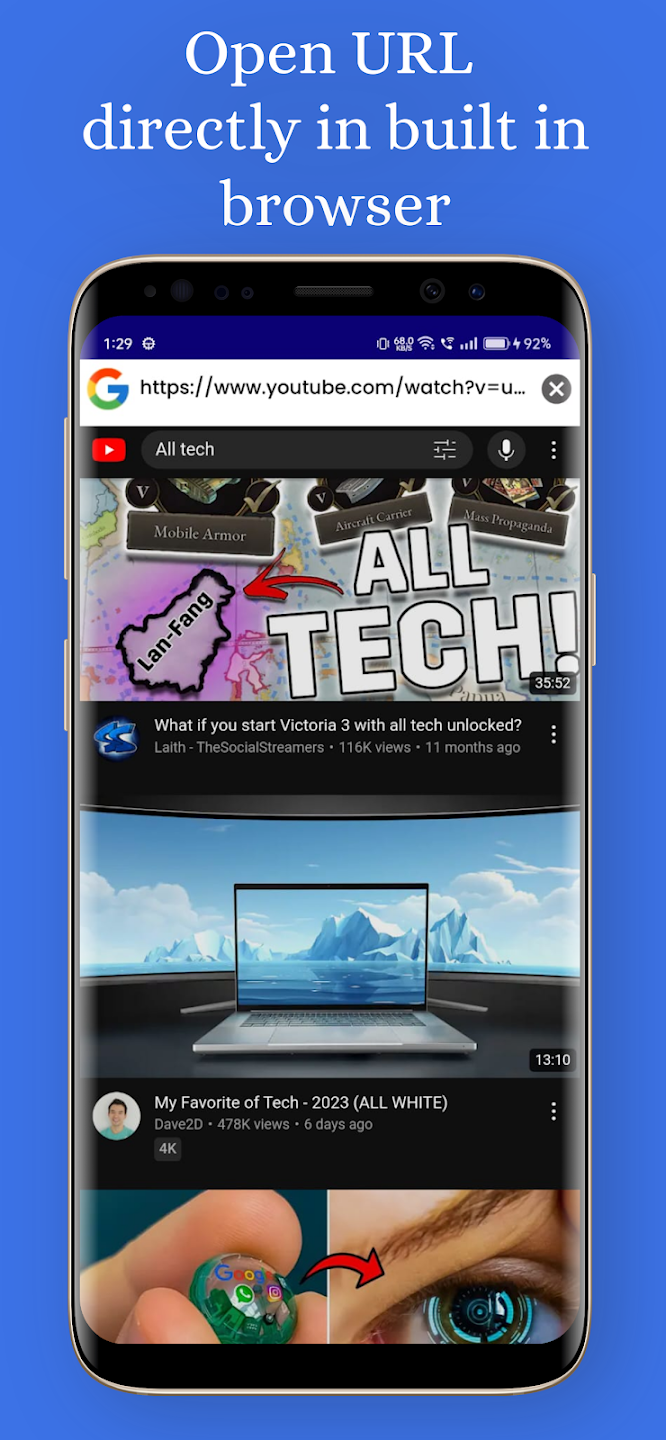 Open URL
directly in built in
browser
1:29
68.0
KB/S
92%
https://www.youtube.com/watch?v=u...
All tech
V
V
V
Mobile Armor
Aircraft Carrier
Mass Propaganda
ALL
TECH!
Lan-Fang
Papua
35:52
What if you start Victoria 3 with all tech unlocked?
Laith - TheSocialStreamers • 116K views • 11 months ago
13:10
My Favorite of Tech - 2023 (ALL WHITE)
Dave2D • 478K views • 6 days ago
4K
Google